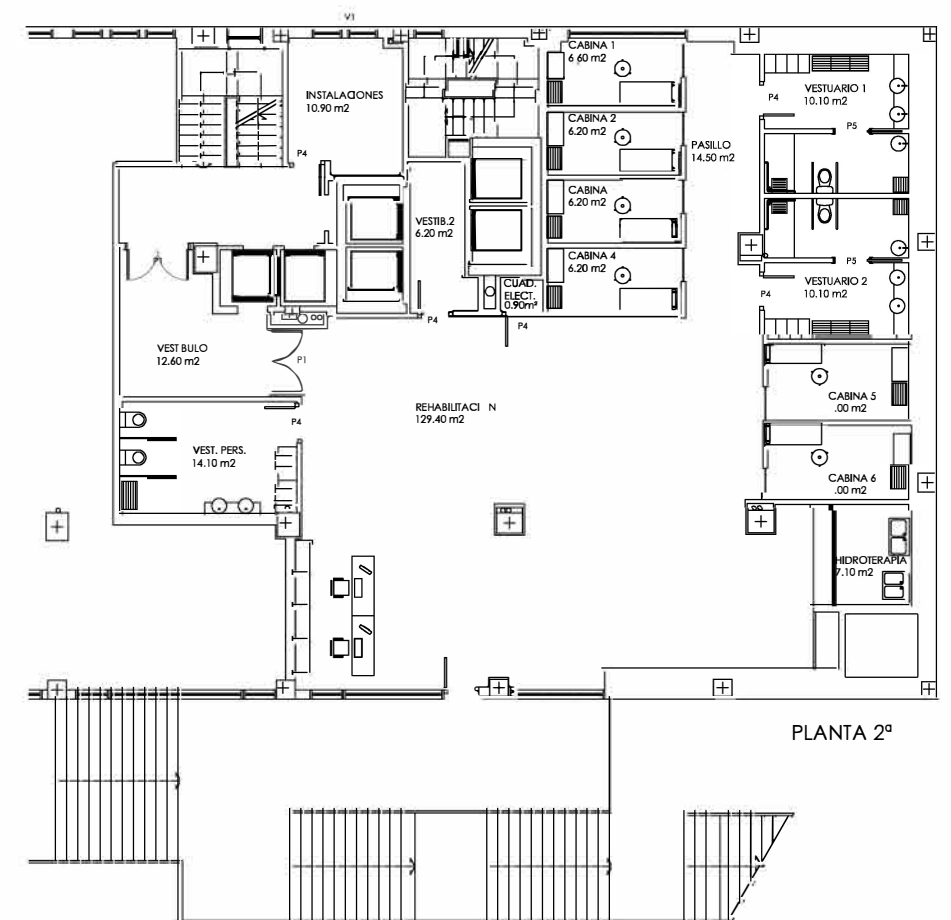 V1
INSTALACIONES
10.90 m2
P4
CABINA 1
6 60 m2
CABINA 2
6.20 m2
CABINA
6.20 m2
CABINA 4
6.20 m2
PASILLO
14.50 m2
VESTUARIO 1
10.10 m2
P4
P5
VESTIB.2
6.20 m2
CUAD.
ELECT.
0.90m²
P4
P4
P5
VESTUARIO 2
10.10 m2
P4
P1
VEST BULO
12.60 m2
P1
REHABILITACI N
129.40 m2
P4
VEST. PERS.
14.10 m2
CABINA 5
.00 m2
CABINA 6
.00 m2
HIDROTERAPIA
7.10 m2
PLANTA 2ª